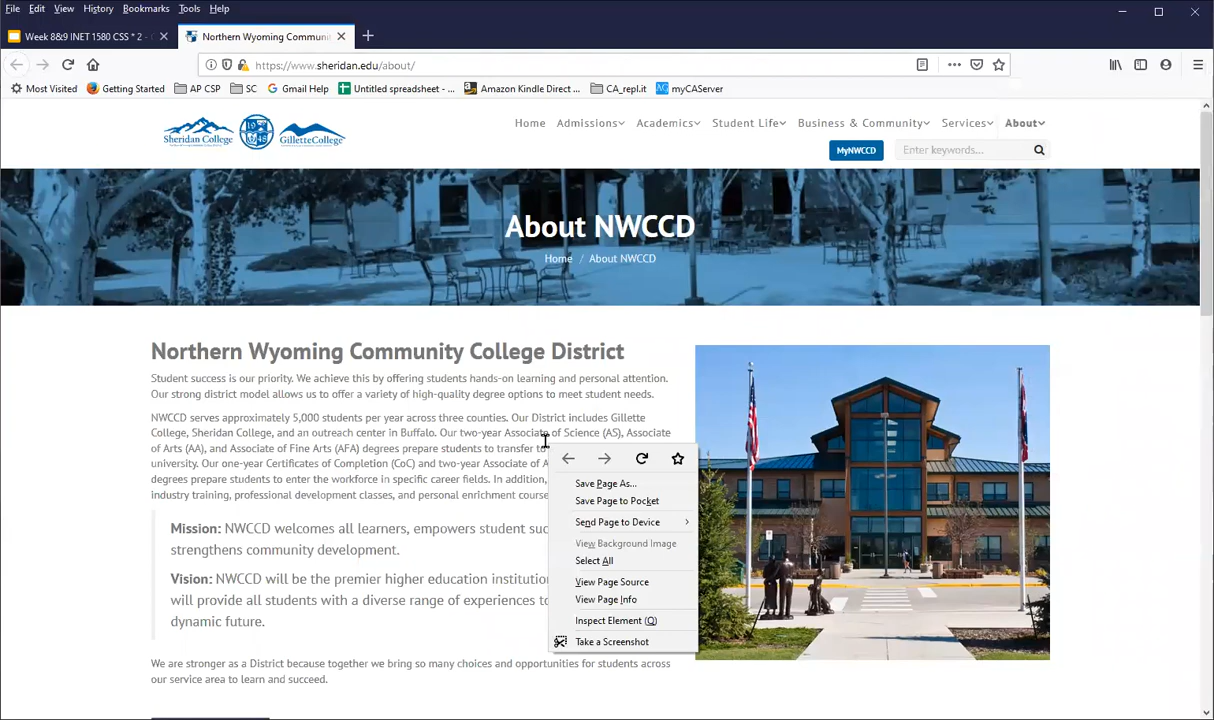 File Edit View History Bookmarks Tools Help
Week 8&9 INET 1580 CSS * 2 -
Northern Wyoming Commun
https://www.sheridan.edu/about/
Most Visited Getting Started AP CSP SC Gmail Help Untitled spreadsheet - ... Amazon Kindle Direct ... CA_repl.it myCAServer
Sheridan College 1948 Gillette College
Home Admissions Academics Student Life Business & Community Services About
MyNWCCD Enter keywords...
About NWCCD
Home / About NWCCD
Northern Wyoming Community College District
Student success is our priority. We achieve this by offering students hands-on learning and personal attention.
Our strong district model allows us to offer a variety of high-quality degree options to meet student needs.
NWCCD serves approximately 5,000 students per year across three counties. Our District includes Gillette
College, Sheridan College, and an outreach center in Buffalo. Our two-year Associate of Science (AS), Associate
of Arts (AA), and Associate of Fine Arts (AFA) degrees prepare students to transfer to
university. Our one-year Certificates of Completion (CoC) and two-year Associate of A
degrees prepare students to enter the workforce in specific career fields. In addition,
industry training, professional development classes, and personal enrichment course
Mission: NWCCD welcomes all learners, empowers student suc
strengthens community development.
Vision: NWCCD will be the premier higher education institution
will provide all students with a diverse range of experiences to
dynamic future.
We are stronger as a District because together we bring so many choices and opportunities for students across
our service area to learn and succeed.
Save Page As...
Save Page to Pocket
Send Page to Device
View Background Image
Select All
View Page Source
View Page Info
Inspect Element (Q)
Take a Screenshot